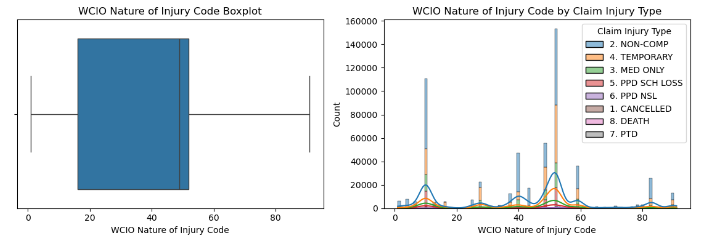 WCIO Nature of Injury Code Boxplot
0 20 40 60 80
WCIO Nature of Injury Code
WCIO Nature of Injury Code by Claim Injury Type
Count
160000
140000
120000
100000
80000
60000
40000
20000
0
Claim Injury Type
2. NON-COMP
4. TEMPORARY
3. MED ONLY
5. PPD SCH LOSS
6. PPD NSL
1. CANCELLED
8. DEATH
7. PTD
0 20 40 60 80
WCIO Nature of Injury Code